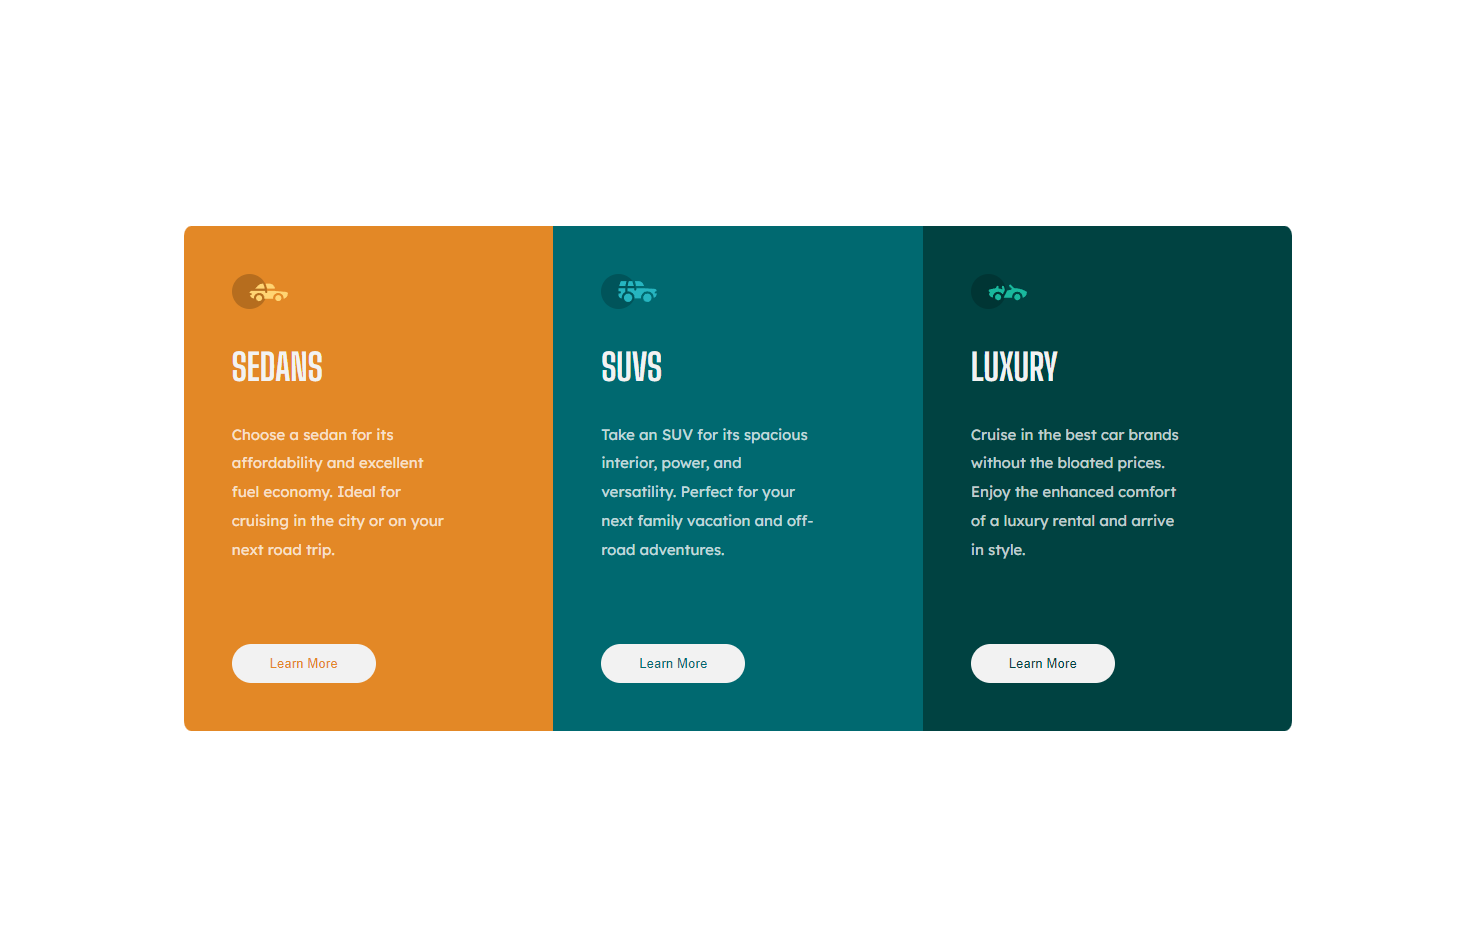 SEDANS
Choose a sedan for its
affordability and excellent
fuel economy. Ideal for
cruising in the city or on your
next road trip.
Learn More
SUVS
Take an SUV for its spacious
interior, power, and
versatility. Perfect for your
next family vacation and off-
road adventures.
Learn More
LUXURY
Cruise in the best car brands
without the bloated prices.
Enjoy the enhanced comfort
of a luxury rental and arrive
in style.
Learn More